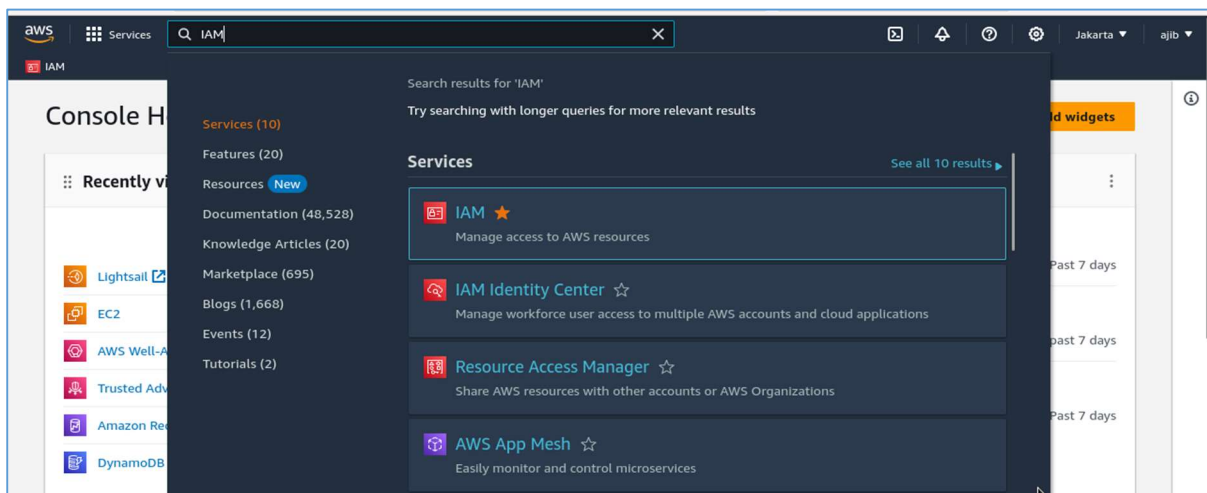 aws Services IAM Jakarta ajib
IAM
Search results for 'IAM'
Try searching with longer queries for more relevant results
Console H
ld widgets
Services (10)
Features (20)
Resources New
Documentation (48,528)
Knowledge Articles (20)
Marketplace (695)
Blogs (1,668)
Events (12)
Tutorials (2)
Services See all 10 results
IAM
Manage access to AWS resources
IAM Identity Center
Manage workforce user access to multiple AWS accounts and cloud applications
Resource Access Manager
Share AWS resources with other accounts or AWS Organizations
AWS App Mesh
Easily monitor and control microservices
Recently vi
Lightsail
EC2
AWS Well-A
Trusted Adv
Amazon Red
DynamoDB
Past 7 days
past 7 days
Past 7 days